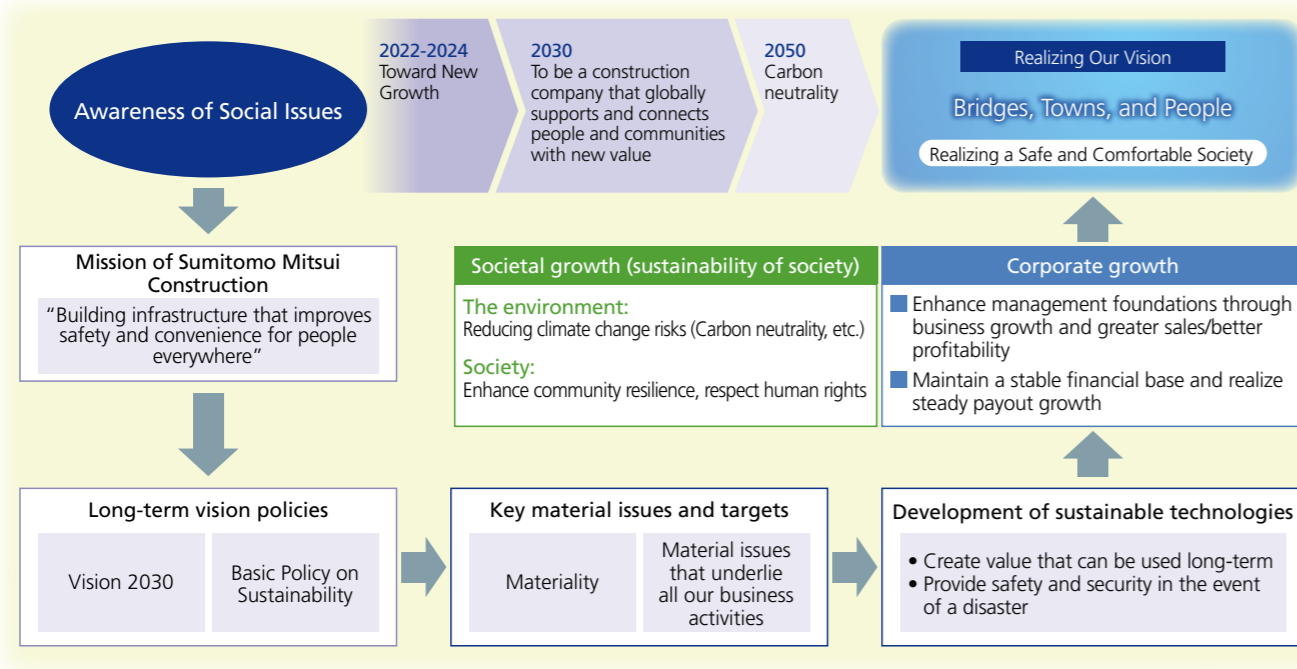 Awareness of Social Issues
2022-2024
Toward New
Growth
2030
To be a construction
company that globally
supports and connects
people and communities
with new value
2050
Carbon
neutrality
Realizing Our Vision
Bridges, Towns, and People
Realizing a Safe and Comfortable Society
Mission of Sumitomo Mitsui
Construction
“Building infrastructure that improves
safety and convenience for people
everywhere”
Societal growth (sustainability of society)
The environment:
Reducing climate change risks (Carbon neutrality, etc.)
Society:
Enhance community resilience, respect human rights
Corporate growth
Enhance management foundations through
business growth and greater sales/better
profitability
Maintain a stable financial base and realize
steady payout growth
Long-term vision policies
Vision 2030
Basic Policy on
Sustainability
Key material issues and targets
Materiality
Material issues
that underlie
all our business
activities
Development of sustainable technologies
• Create value that can be used long-term
• Provide safety and security in the event
of a disaster